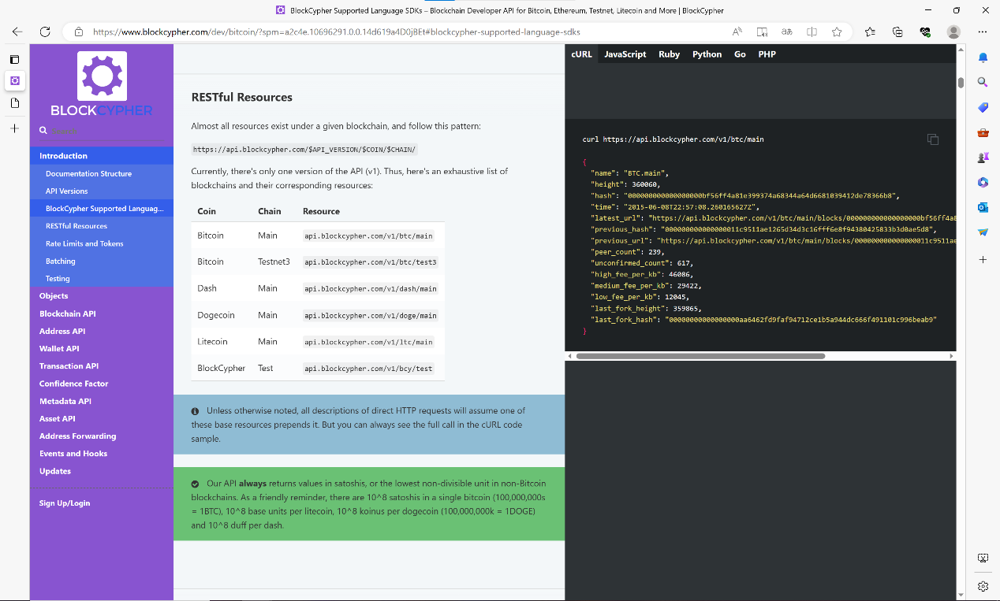 BlockCypher Supported Language SDKs – Blockchain Developer API for Bitcoin, Ethereum, Testnet, Litecoin and More | BlockCypher
https://www.blockcypher.com/dev/bitcoin/?spm=a2c4e.10696291.0.0.14d619a4D0jBEt#blockcypher-supported-language-sdks
BLOCKCYPHER
Introduction
Documentation Structure
API Versions
BlockCypher Supported Languag...
RESTful Resources
Rate Limits and Tokens
Batching
Testing
Objects
Blockchain API
Address API
Wallet API
Transaction API
Confidence Factor
Metadata API
Asset API
Address Forwarding
Events and Hooks
Updates
Sign Up/Login
RESTful Resources
Almost all resources exist under a given blockchain, and follow this pattern:
https://api.blockcypher.com/$API_VERSION/$COIN/$CHAIN/
Currently, there's only one version of the API (v1). Thus, here's an exhaustive list of
blockchains and their corresponding resources:
Coin Chain Resource
Bitcoin Main api.blockcypher.com/v1/btc/main
Bitcoin Testnet3 api.blockcypher.com/v1/btc/test3
Dash Main api.blockcypher.com/v1/dash/main
Dogecoin Main api.blockcypher.com/v1/doge/main
Litecoin Main api.blockcypher.com/v1/ltc/main
BlockCypher Test api.blockcypher.com/v1/bcy/test
Unless otherwise noted, all descriptions of direct HTTP requests will assume one of
these base resources prepends it. But you can always see the full call in the cURL code
sample.
Our API always returns values in satoshis, or the lowest non-divisible unit in non-Bitcoin
blockchains. As a friendly reminder, there are 10^8 satoshis in a single bitcoin (100,000,000s
= 1BTC), 10^8 base units per litecoin, 10^8 koinus per dogecoin (100,000,000k = 1DOGE)
and 10^8 duff per dash.
cURL JavaScript Ruby Python Go PHP
curl https://api.blockcypher.com/v1/btc/main
{
"name": "BTC.main",
"height": 360060,
"hash": "00000000000000000bf56ff4a81e399374a68344a64d6681039412de78366b8",
"time": "2015-06-08T22:57:08.260165627Z",
"latest_url": "https://api.blockcypher.com/v1/btc/main/blocks/00000000000000000bf56ff4a8
"previous_hash": "000000000000000011c9511ae1265d34d3c16fff6e8f94380425833b3d0ae5d8",
"previous_url": "https://api.blockcypher.com/v1/btc/main/blocks/000000000000000011c9511ae
"peer_count": 239,
"unconfirmed_count": 617,
"high_fee_per_kb": 46086,
"medium_fee_per_kb": 29422,
"low_fee_per_kb": 12045,
"last_fork_height": 359865,
"last_fork_hash": "00000000000000000aa6462fd9faf94712ce1b5a944dc666f491101c996beab9"
}